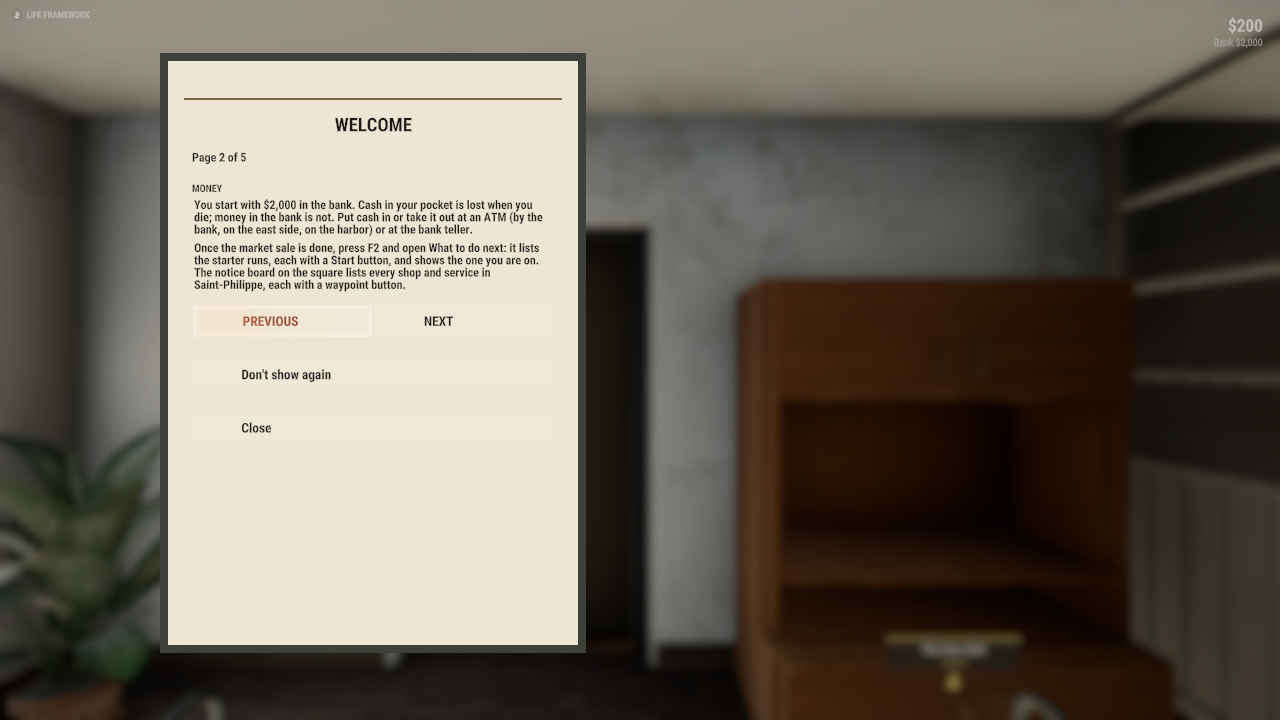 LIFE FRAMEWORK
$200
Bank $2,000
WELCOME
Page 2 of 5
MONEY
You start with $2,000 in the bank. Cash in your pocket is lost when you
die; money in the bank is not. Put cash in or take it out at an ATM (by the
bank, on the east side, on the harbor) or at the bank teller.
Once the market sale is done, press F2 and open What to do next: it lists
the starter runs, each with a Start button, and shows the one you are on.
The notice board on the square lists every shop and service in
Saint-Philippe, each with a waypoint button.
PREVIOUS
NEXT
Don't show again
Close